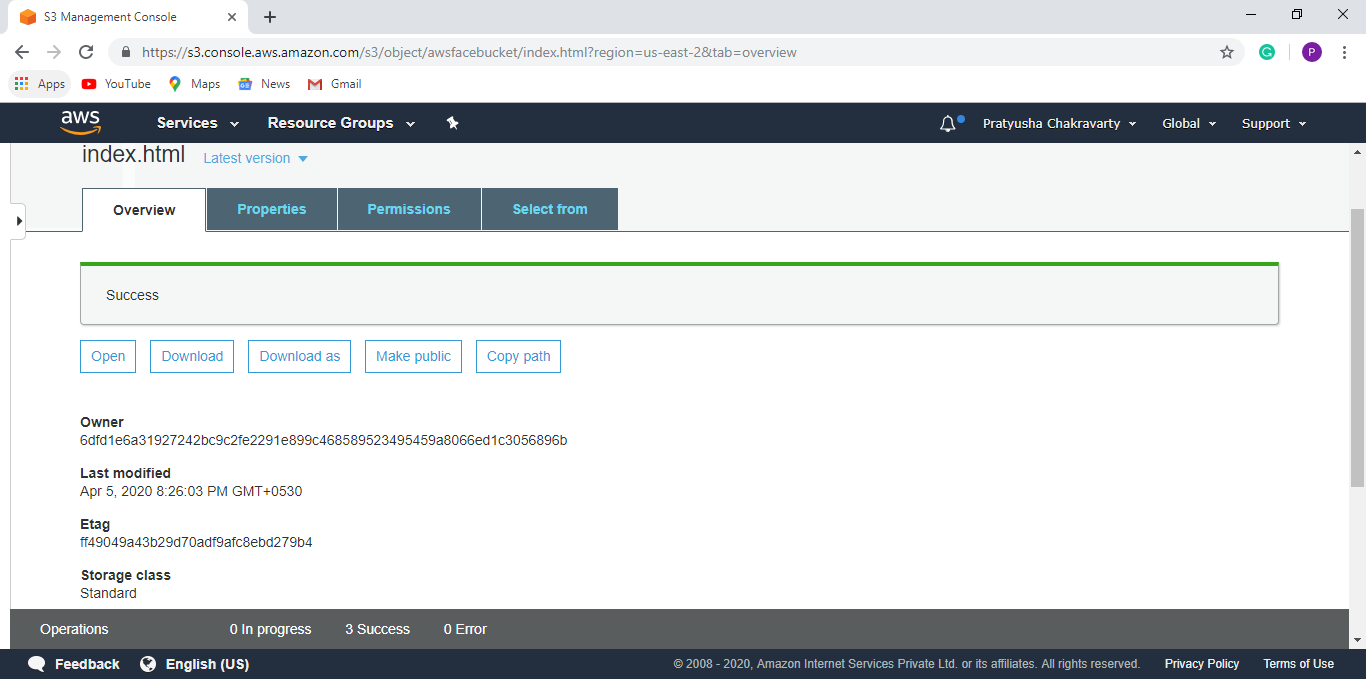 S3 Management Console
https://s3.console.aws.amazon.com/s3/object/awsfacebucket/index.html?region=us-east-2&tab=overview
P
Apps YouTube Maps News Gmail
aws Services Resource Groups Pratyusha Chakravarty Global Support
index.html Latest version
Overview Properties Permissions Select from
Success
Open Download Download as Make public Copy path
Owner
6dfd1e6a31927242bc9c2fe2291e899c468589523495459a8066ed1c3056896b
Last modified
Apr 5, 2020 8:26:03 PM GMT+0530
Etag
ff49049a43b29d70adf9afc8ebd279b4
Storage class
Standard
Operations 0 In progress 3 Success 0 Error
Feedback English (US) © 2008 - 2020, Amazon Internet Services Private Ltd. or its affiliates. All rights reserved. Privacy Policy Terms of Use